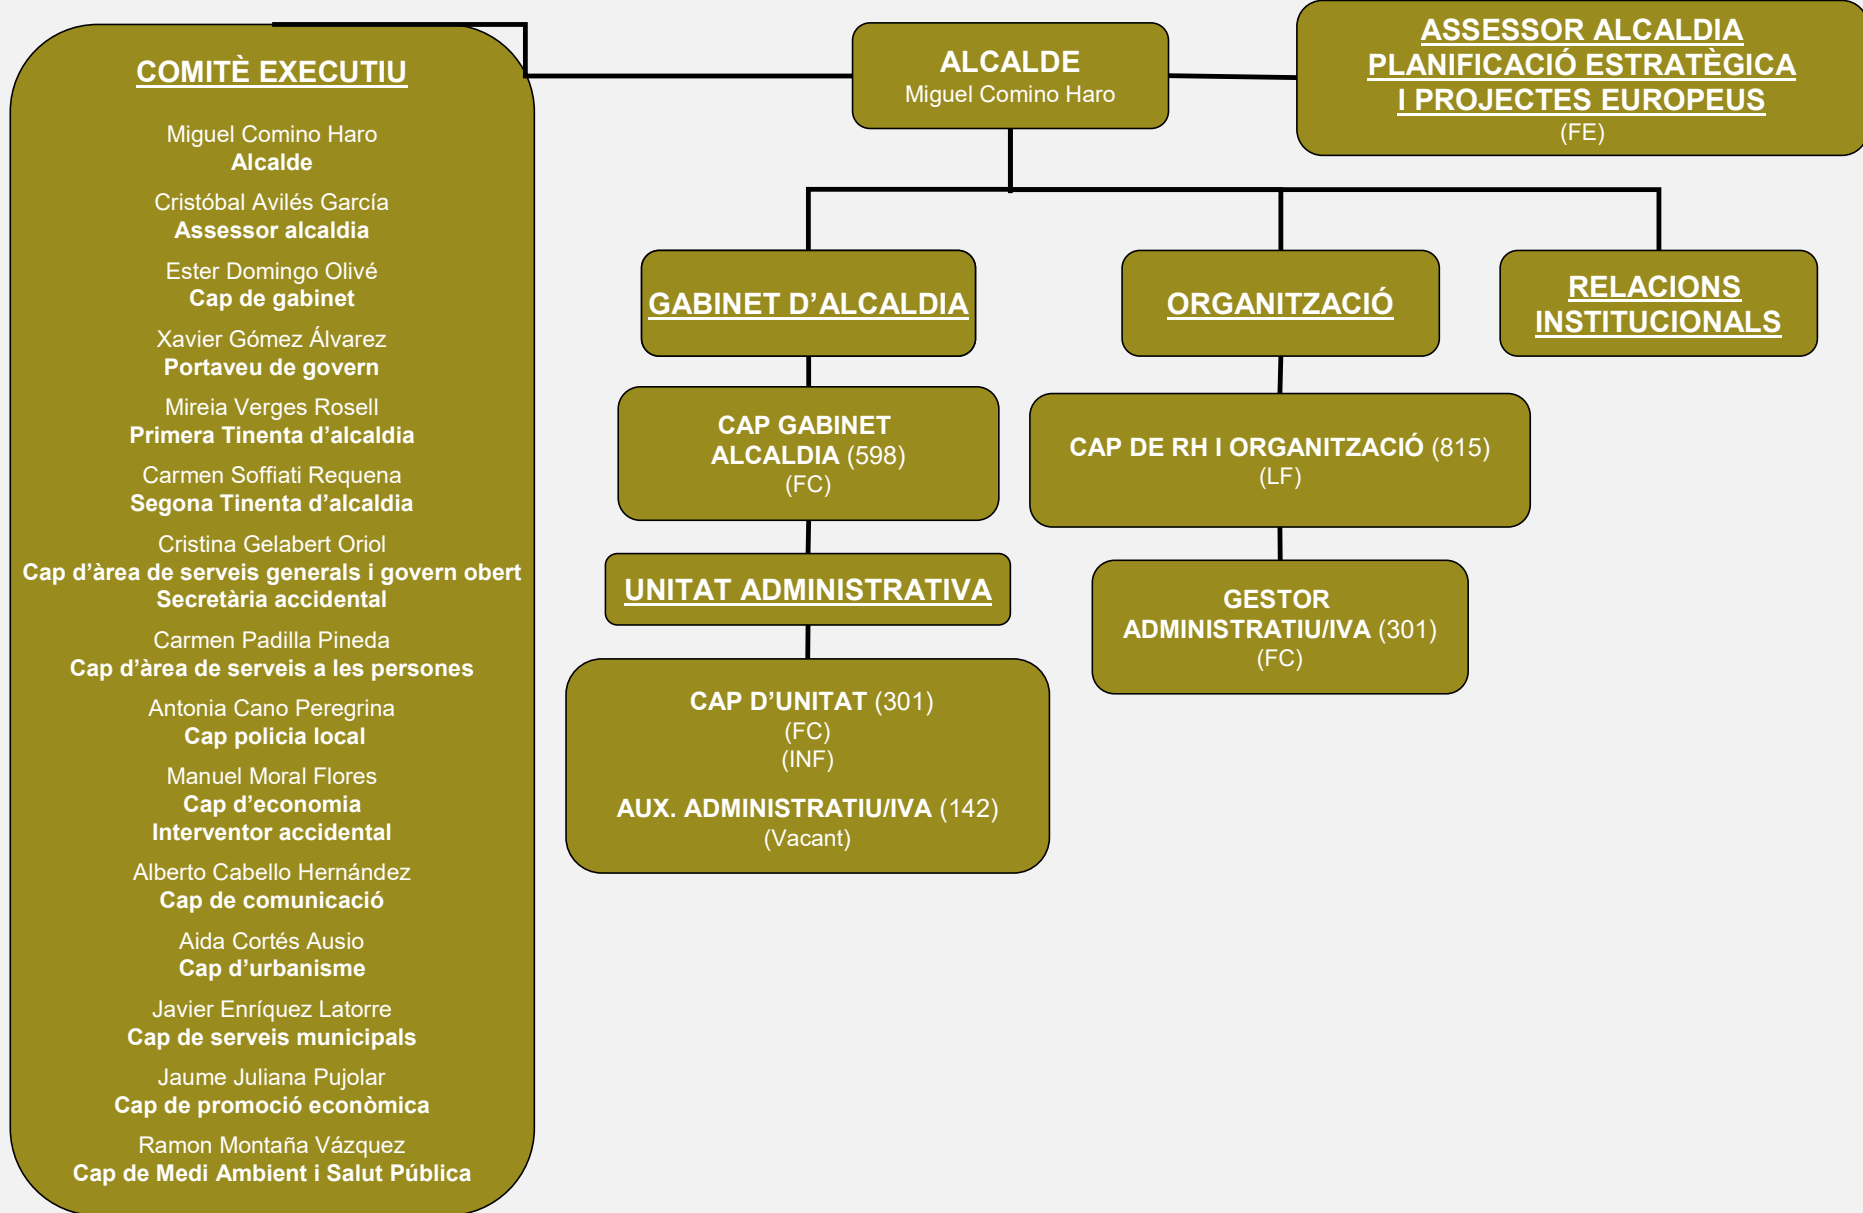 COMITÈ EXECUTIU
Miguel Comino Haro
Alcalde
Cristóbal Avilés García
Assessor alcaldia
Ester Domingo Olivé
Cap de gabinet
Xavier Gómez Álvarez
Portaveu de govern
Mireia Verges Rosell
Primera Tinenta d’alcaldia
Carmen Soffiati Requena
Segona Tinenta d’alcaldia
Cristina Gelabert Oriol
Cap d’àrea de serveis generals i govern obert
Secretària accidental
Carmen Padilla Pineda
Cap d’àrea de serveis a les persones
Antonia Cano Peregrina
Cap policia local
Manuel Moral Flores
Cap d’economia
Interventor accidental
Alberto Cabello Hernández
Cap de comunicació
Aida Cortés Ausio
Cap d’urbanisme
Javier Enríquez Latorre
Cap de serveis municipals
Jaume Juliana Pujolar
Cap de promoció econòmica
Ramon Montaña Vázquez
Cap de Medi Ambient i Salut Pública
ALCALDE
Miguel Comino Haro
ASSESSOR ALCALDIA
PLANIFICACIÓ ESTRATÈGICA
I PROJECTES EUROPEUS
(FE)
GABINET D’ALCALDIA
CAP GABINET
ALCALDIA (598)
(FC)
UNITAT ADMINISTRATIVA
CAP D’UNITAT (301)
(FC)
(INF)
AUX. ADMINISTRATIU/IVA (142)
(Vacant)
ORGANITZACIÓ
CAP DE RH I ORGANITZACIÓ (815)
(LF)
GESTOR
ADMINISTRATIU/IVA (301)
(FC)
RELACIONS
INSTITUCIONALS